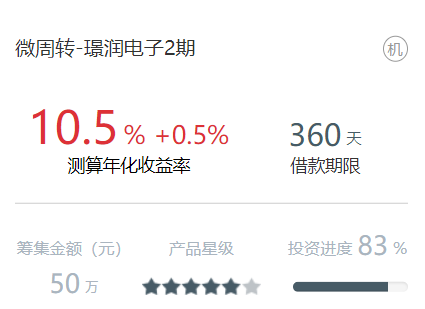 微周转-璟润电子2期 机
10.5 % +0.5% 360 天
测算年化收益率 借款期限
筹集金额（元） 产品星级 投资进度 83 %
50 万